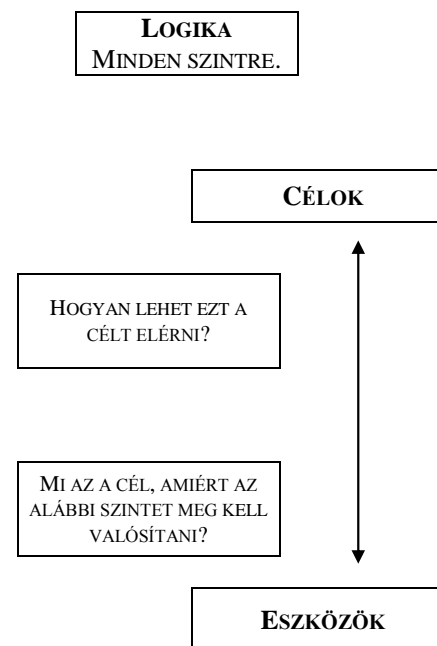 LOGIKA
MINDEN SZINTRE.
CÉLOK
HOGYAN LEHET EZT A
CÉLT ELÉRNI?
MI AZ A CÉL, AMIÉRT AZ
ALÁBBI SZINTET MEG KELL
VALÓSÍTANI?
ESZKÖZÖK